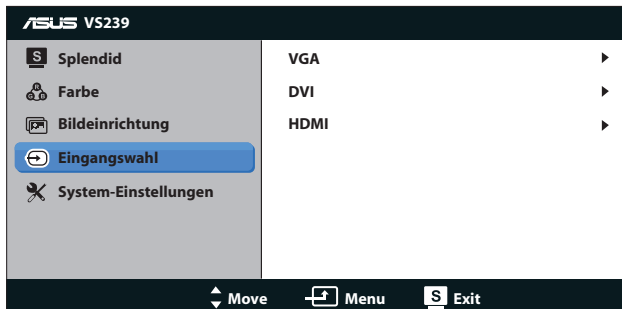 ASUS VS239
S Splendid
Farbe
Bildeinrichtung
Eingangswahl
System-Einstellungen
VGA
DVI
HDMI
Move Menu S Exit